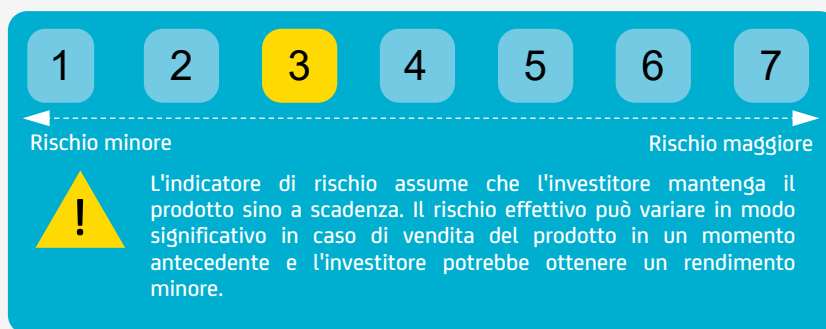 1 2 3 4 5 6 7
Rischio minore Rischio maggiore
!
L'indicatore di rischio assume che l'investitore mantenga il
prodotto sino a scadenza. Il rischio effettivo può variare in modo
significativo in caso di vendita del prodotto in un momento
antecedente e l'investitore potrebbe ottenere un rendimento
minore.